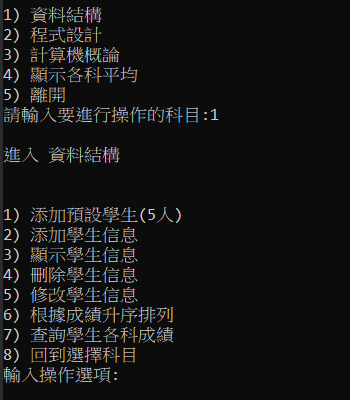 1) 資料結構
2) 程式設計
3) 計算機概論
4) 顯示各科平均
5) 離開
請輸入要進行操作的科目:1
進入 資料結構
1) 添加預設學生(5人)
2) 添加學生信息
3) 顯示學生信息
4) 刪除學生信息
5) 修改學生信息
6) 根據成績升序排列
7) 查詢學生各科成績
8) 回到選擇科目
輸入操作選項: